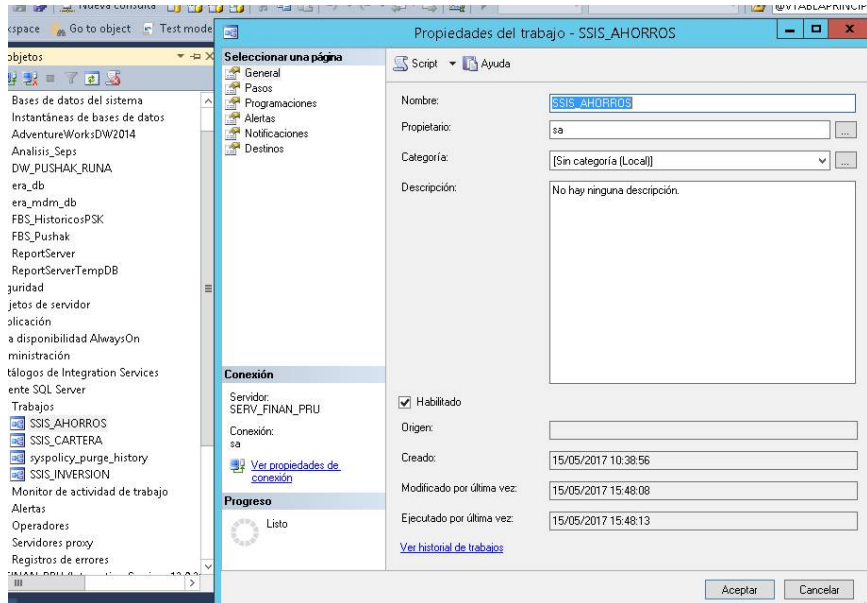 Nueva consulta
@VTABLAPRINCIP
kspace Go to object Test mode
Propiedades del trabajo - SSIS_AHORROS
objetos
Bases de datos del sistema
Instantáneas de bases de datos
AdventureWorksDW2014
Analisis_Seps
DW_PUSHAK_RUNA
era_db
era_mdm_db
FBS_HistoricosPSK
FBS_Pushak
ReportServer
ReportServerTempDB
guridad
jetos de servidor
plicación
a disponibilidad AlwaysOn
ministración
tálogos de Integration Services
ente SQL Server
Trabajos
SSIS_AHORROS
SSIS_CARTERA
syspolicy_purge_history
SSIS_INVERSION
Monitor de actividad de trabajo
Alertas
Operadores
Servidores proxy
Registros de errores
Seleccionar una página
General
Pasos
Programaciones
Alertas
Notificaciones
Destinos
Conexión
Servidor:
SERV_FINAN_PRU
Conexión:
sa
Ver propiedades de
conexión
Progreso
Listo
Script Ayuda
Nombre: SSIS_AHORROS
Propietario: sa ...
Categoría: [Sin categoría (Local)] ...
Descripción: No hay ninguna descripción.
Habilitado
Origen:
Creado: 15/05/2017 10:38:56
Modificado por última vez: 15/05/2017 15:48:08
Ejecutado por última vez: 15/05/2017 15:48:13
Ver historial de trabajos
Aceptar Cancelar